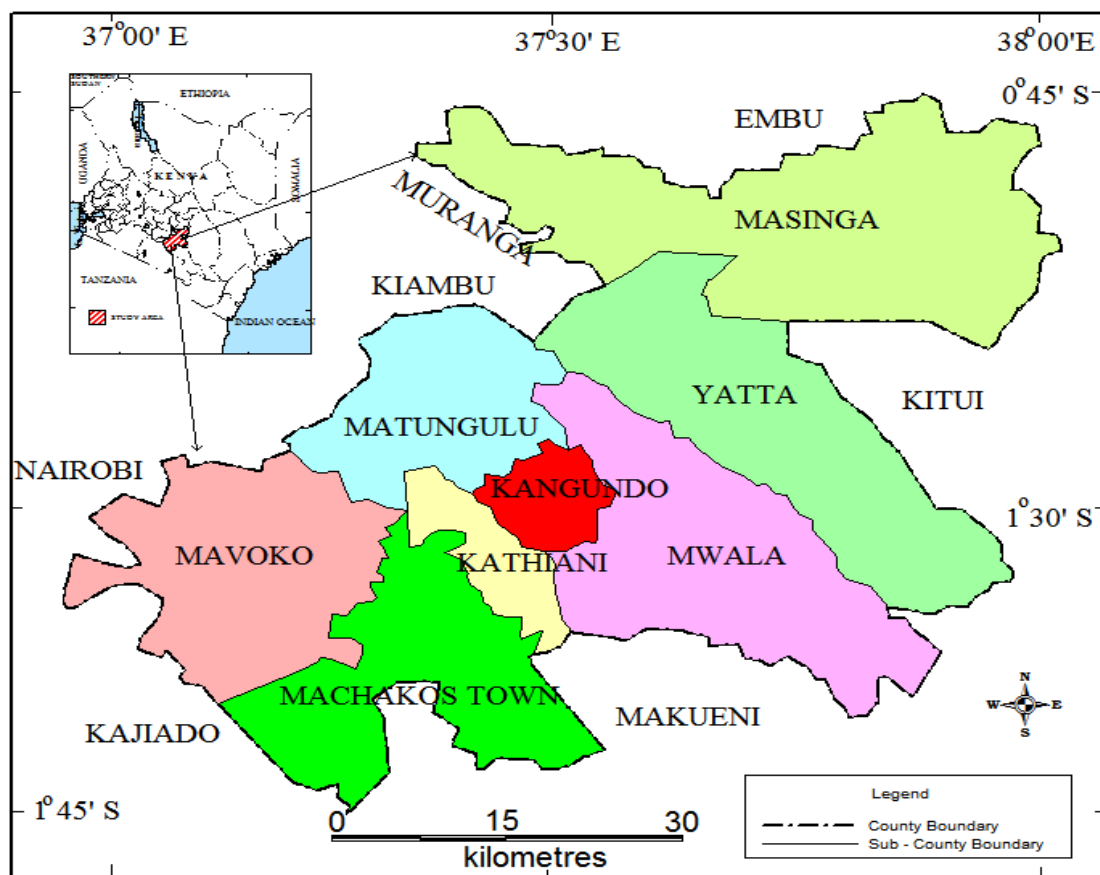 37°00' E
37°30' E
38°00' E
0°45' S
SOUTHERN
SUDAN
ETHIOPIA
UGANDA
KENYA
SOMALIA
TANZANIA
STUDY AREA
INDIAN OCEAN
EMBU
MURANGA
MASINGA
KIAMBU
YATTA
KITUI
MATUNGULU
NAIROBI
KANGUNDO
1°30' S
MAVOKO
KATHIANI
MWALA
MACHAKOS TOWN
MAKUENI
KAJIADO
N
W
E
S
1°45' S
0 15 30
kilometres
Legend
County Boundary
Sub - County Boundary